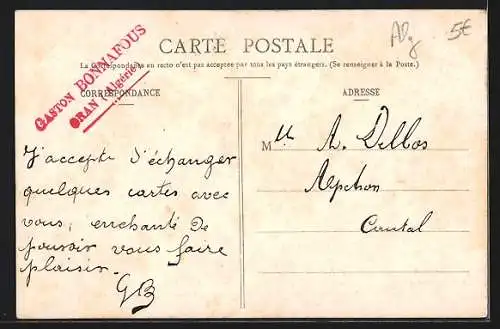 Alg 5€
CARTE POSTALE
La Correspondance au recto n'est pas acceptée par tous les pays étrangers. (Se renseigner à la Poste.)
GASTON BONNAFOUS
ORAN (Algérie)
CORRESPONDANCE
J'accepte d'échanger
quelques cartes avec
vous, enchanté de
pouvoir vous faire
plaisir.
GB
ADRESSE
Mlle A. Delbos
Cantal